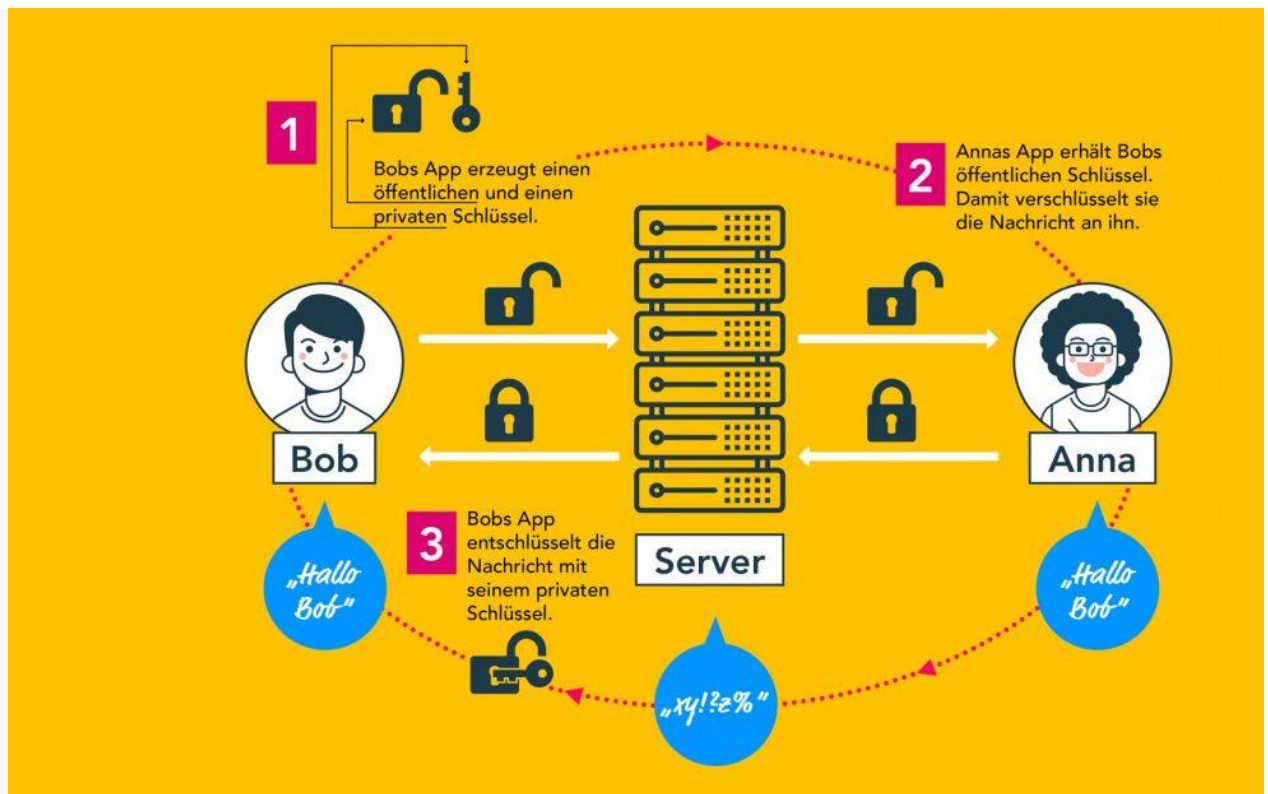 1
Bobs App erzeugt einen
öffentlichen und einen
privaten Schlüssel.
2
Annas App erhält Bobs
öffentlichen Schlüssel.
Damit verschlüsselt sie
die Nachricht an ihn.
Bob
Anna
3
Bobs App
entschlüsselt die
Nachricht mit
seinem privaten
Schlüssel.
Server
„Hallo
Bob“
„xy!?z%“
„Hallo
Bob“